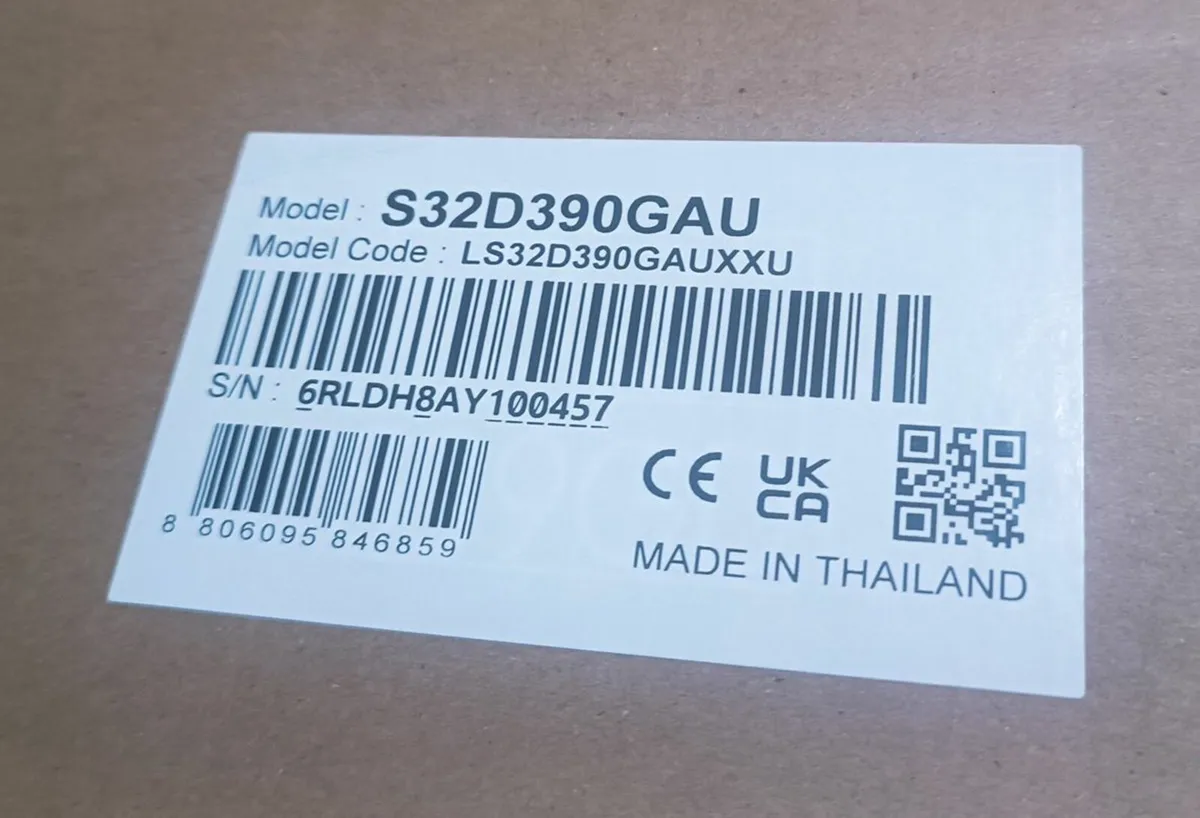 Model : S32D390GAU
Model Code : LS32D390GAUXXU
S/N : 6RLDH8AY100457
8 806095 846859
CE UK
CA
MADE IN THAILAND